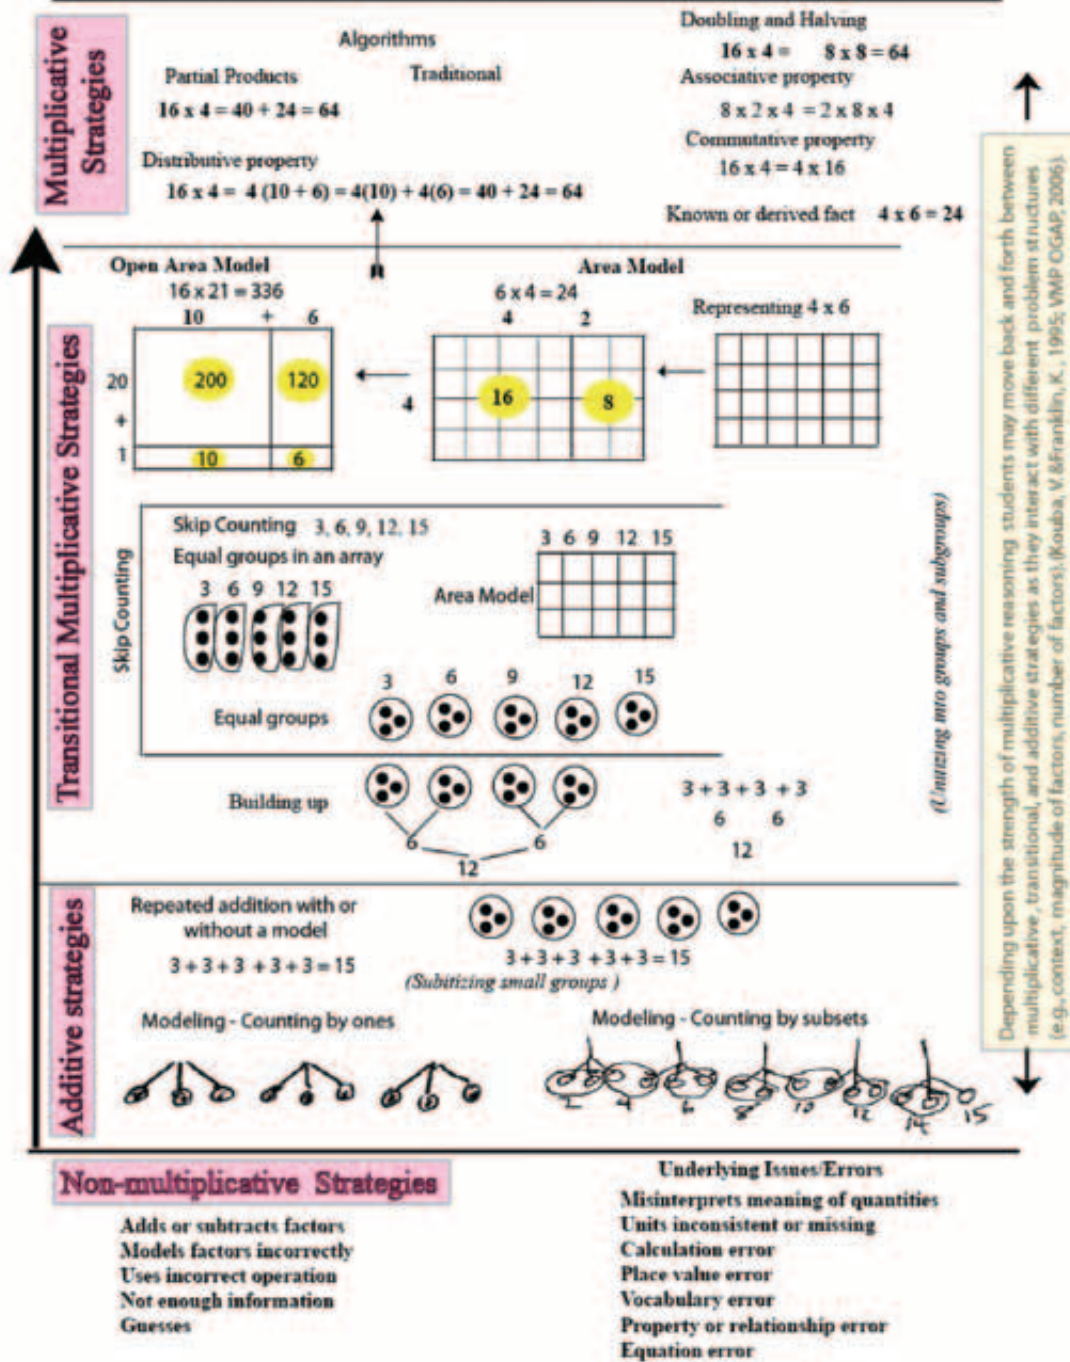 Multiplicative
Strategies
Algorithms
Partial Products
Traditional
16 x 4 = 40 + 24 = 64
Distributive property
16 x 4 = 4 (10 + 6) = 4(10) + 4(6) = 40 + 24 = 64
Doubling and Halving
16 x 4 = 8 x 8 = 64
Associative property
8 x 2 x 4 = 2 x 8 x 4
Commutative property
16 x 4 = 4 x 16
Known or derived fact 4 x 6 = 24
Transitional Multiplicative Strategies
Open Area Model
16 x 21 = 336
10 + 6
20
+
1
200
120
10
6
Area Model
6 x 4 = 24
4 2
4
16
8
Representing 4 x 6
Skip Counting
Skip Counting 3, 6, 9, 12, 15
Equal groups in an array
3 6 9 12 15
Area Model
3 6 9 12 15
Equal groups
3 6 9 12 15
Building up
6 6
12
3 + 3 + 3 + 3
6 6
12
(Unitizing into groups and subgroups)
Additive strategies
Repeated addition with or
without a model
3 + 3 + 3 + 3 + 3 = 15
3 + 3 + 3 + 3 + 3 = 15
(Subitizing small groups )
Modeling - Counting by ones
Modeling - Counting by subsets
2 4 6 8 10 12 14 15
Depending upon the strength of multiplicative reasoning students may move back and forth between
multiplicative, transitional, and additive strategies as they interact with different problem structures
(e.g., context, magnitude of factors, number of factors).(Kouba, V.&Franklin, K., 1995; VMP OGAP, 2006).
Non-multiplicative Strategies
Adds or subtracts factors
Models factors incorrectly
Uses incorrect operation
Not enough information
Guesses
Underlying Issues/Errors
Misinterprets meaning of quantities
Units inconsistent or missing
Calculation error
Place value error
Vocabulary error
Property or relationship error
Equation error